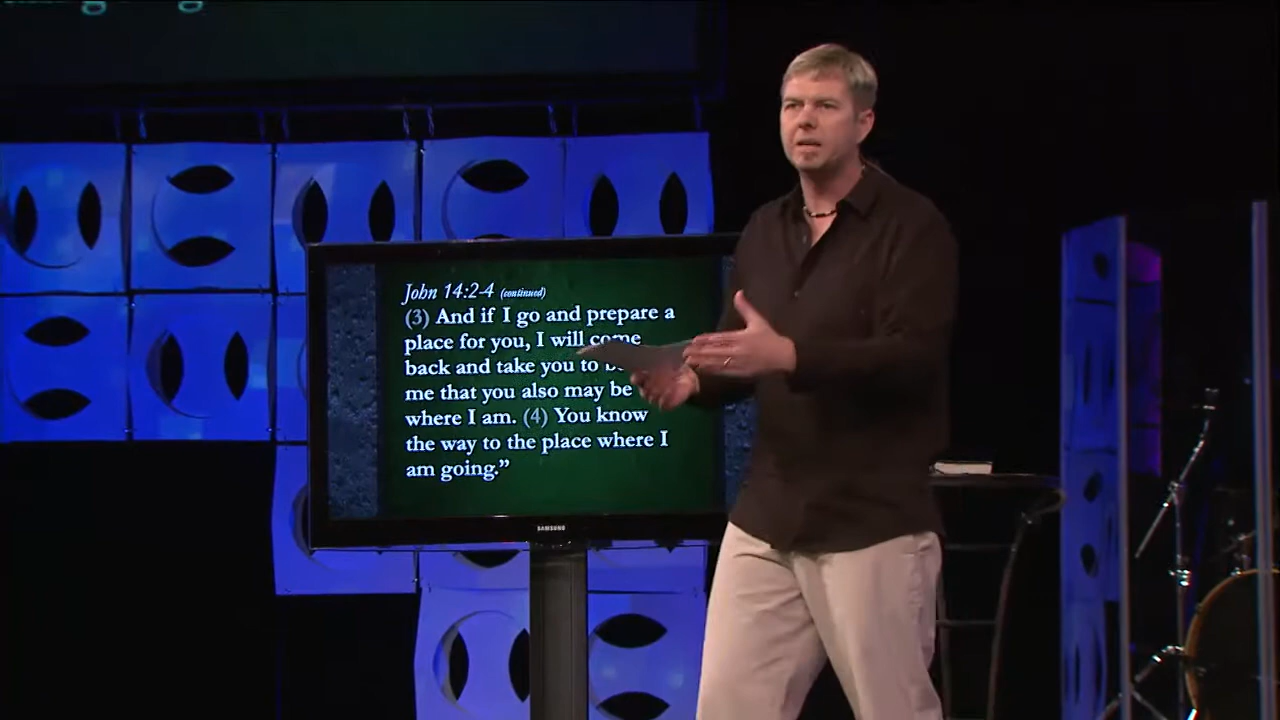 John 14:2-4 (continued)
(3) And if I go and prepare a
place for you, I will come
back and take you to
me that you also may be
where I am. (4) You know
the way to the place where I
am going.”
SAMSUNG